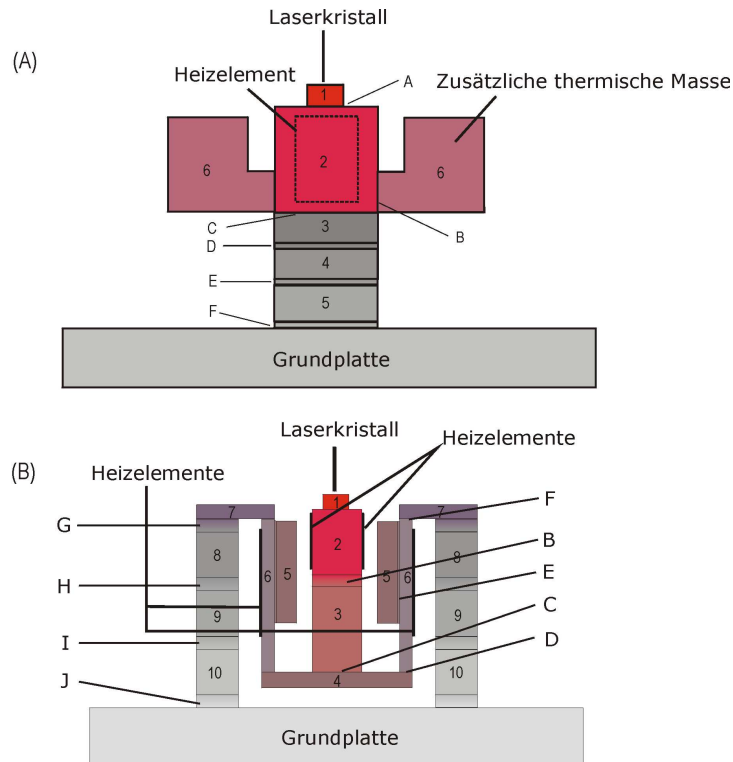 Laserkristall
(A)
Heizelement
A
Zusätzliche thermische Masse
1
2
6
6
C
3
B
D
4
E
5
F
Grundplatte
(B)
Laserkristall
Heizelemente
Heizelemente
1
F
7
7
G
2
B
8
8
H
6
5
5
6
E
3
C
9
9
I
D
10
4
10
J
Grundplatte